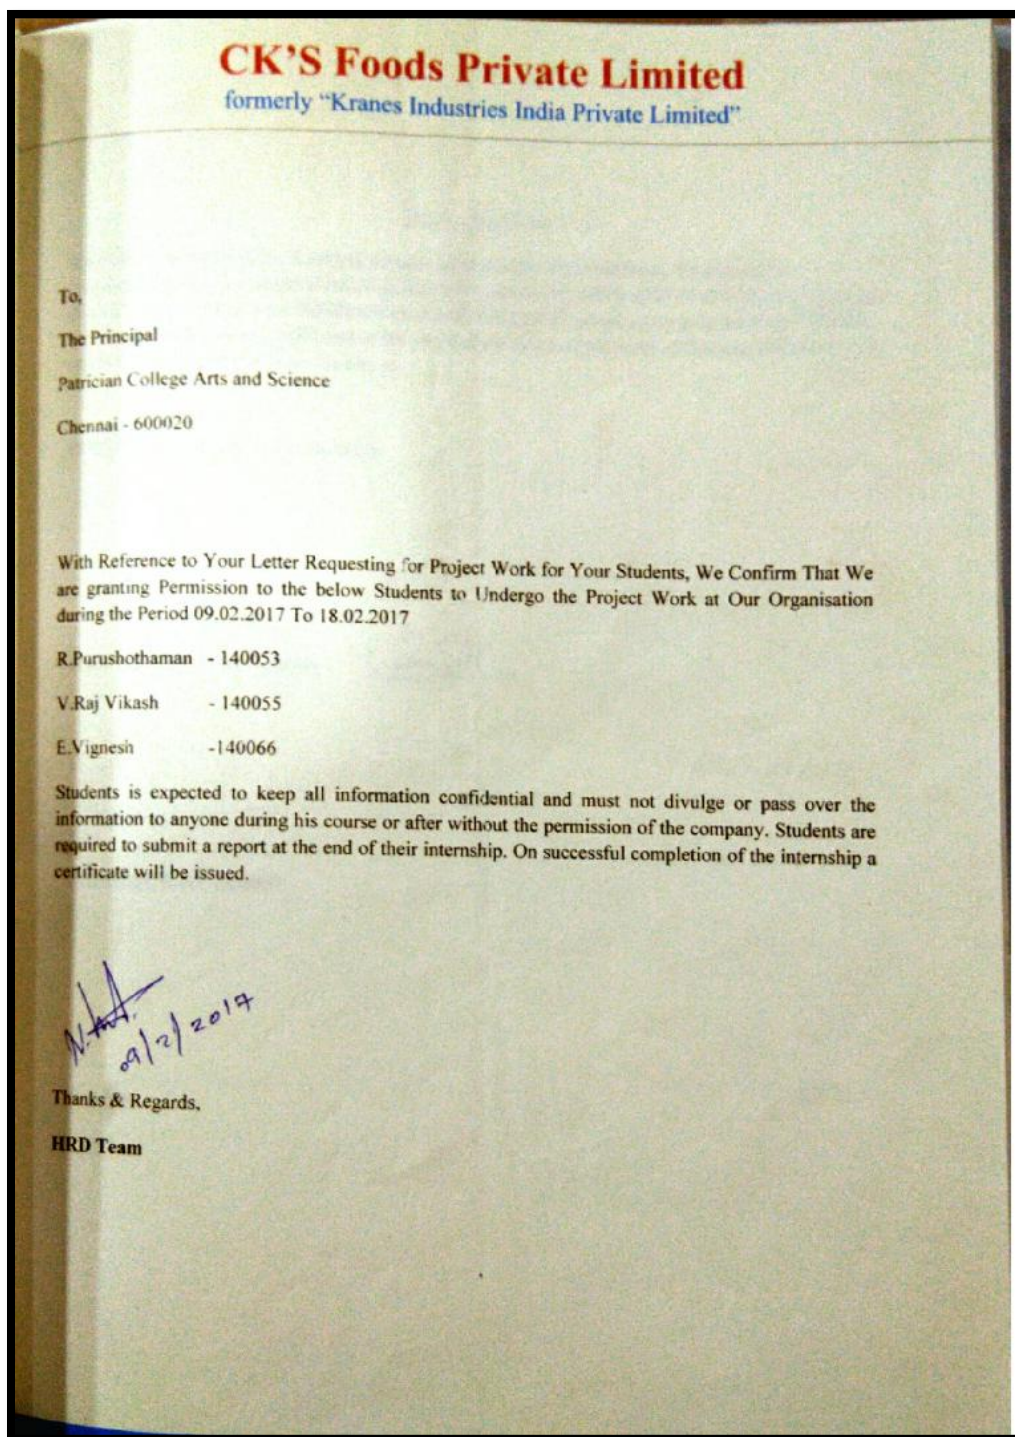 CK'S Foods Private Limited
formerly "Kranes Industries India Private Limited"
To,
The Principal
Patrician College Arts and Science
Chennai - 600020
With Reference to Your Letter Requesting for Project Work for Your Students, We Confirm That We
are granting Permission to the below Students to Undergo the Project Work at Our Organisation
during the Period 09.02.2017 To 18.02.2017
R.Purushothaman - 140053
V.Raj Vikash - 140055
E.Vignesh -140066
Students is expected to keep all information confidential and must not divulge or pass over the
information to anyone during his course or after without the permission of the company. Students are
required to submit a report at the end of their internship. On successful completion of the internship a
certificate will be issued.
09/2/2017
Thanks & Regards,
HRD Team